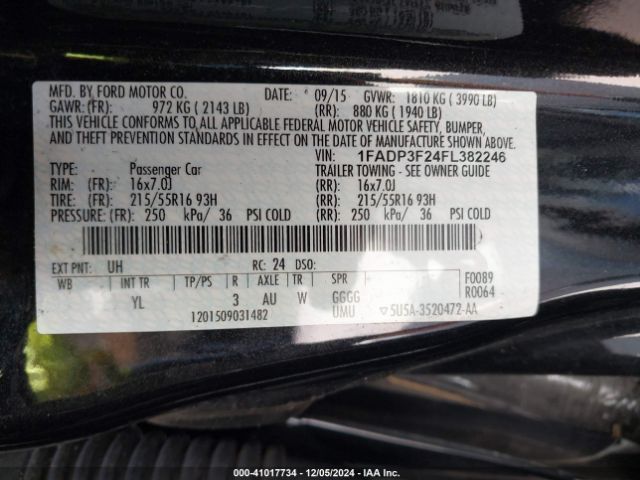 MFD. BY FORD MOTOR CO. DATE: 09/15 GVWR: 1810 KG ( 3990 LB)
GAWR:(FR): 972 KG ( 2143 LB) (RR): 880 KG ( 1940 LB)
THIS VEHICLE CONFORMS TO ALL APPLICABLE FEDERAL MOTOR VEHICLE SAFETY, BUMPER,
AND THEFT PREVENTION STANDARDS IN EFFECT ON THE DATE OF MANUFACTURE SHOWN ABOVE.
VIN: 1FADP3F24FL382246
TYPE: Passenger Car TRAILER TOWING - SEE OWNER GUIDE
RIM: (FR): 16x7.0J (RR): 16x7.0J
TIRE: (FR): 215/55R16 93H (RR): 215/55R16 93H
PRESSURE: (FR): 250 kPa/ 36 PSI COLD (RR): 250 kPa/ 36 PSI COLD
EXT PNT: UH RC: 24 DSO:
WB INT TR TP/PS R AXLE TR SPR F0089
YL 3 AU W GGGG R0064
1201509031482 UMU 5U5A-3520472-AA
000-41017734 - 12/05/2024 - IAA Inc.